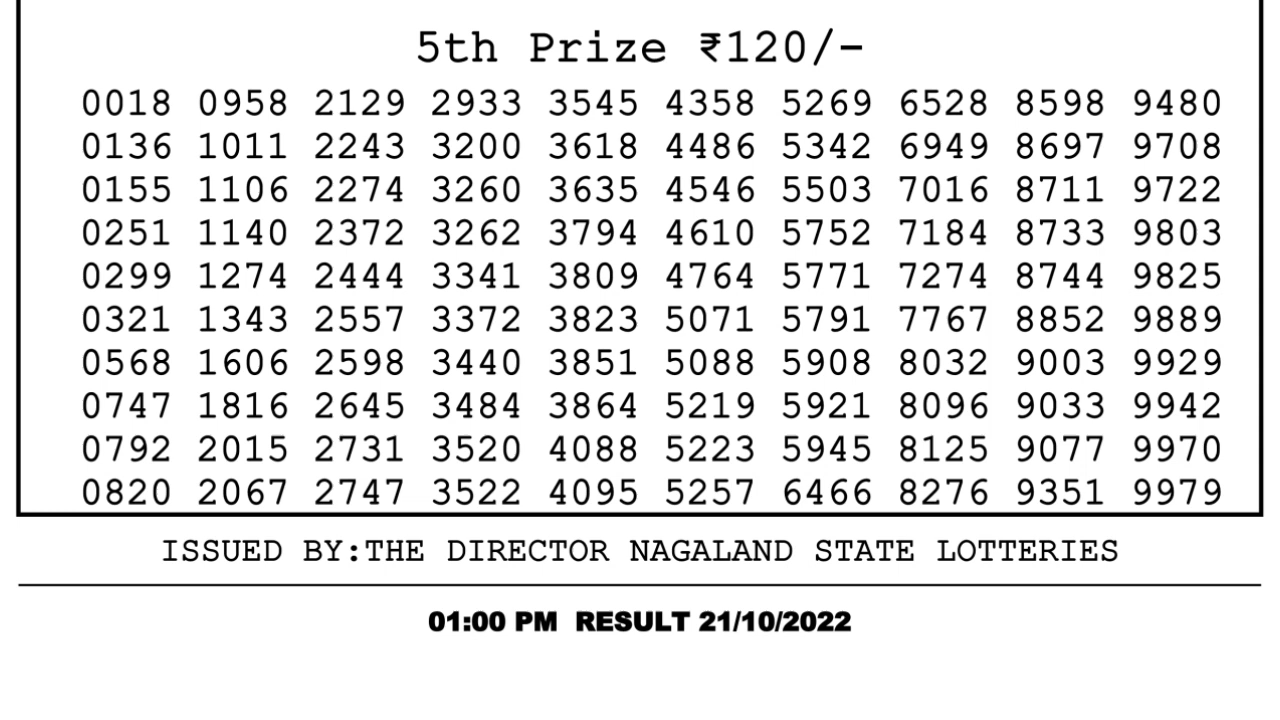 5th Prize ₹120/-
0018 0958 2129 2933 3545 4358 5269 6528 8598 9480
0136 1011 2243 3200 3618 4486 5342 6949 8697 9708
0155 1106 2274 3260 3635 4546 5503 7016 8711 9722
0251 1140 2372 3262 3794 4610 5752 7184 8733 9803
0299 1274 2444 3341 3809 4764 5771 7274 8744 9825
0321 1343 2557 3372 3823 5071 5791 7767 8852 9889
0568 1606 2598 3440 3851 5088 5908 8032 9003 9929
0747 1816 2645 3484 3864 5219 5921 8096 9033 9942
0792 2015 2731 3520 4088 5223 5945 8125 9077 9970
0820 2067 2747 3522 4095 5257 6466 8276 9351 9979
ISSUED BY:THE DIRECTOR NAGALAND STATE LOTTERIES
01:00 PM RESULT 21/10/2022